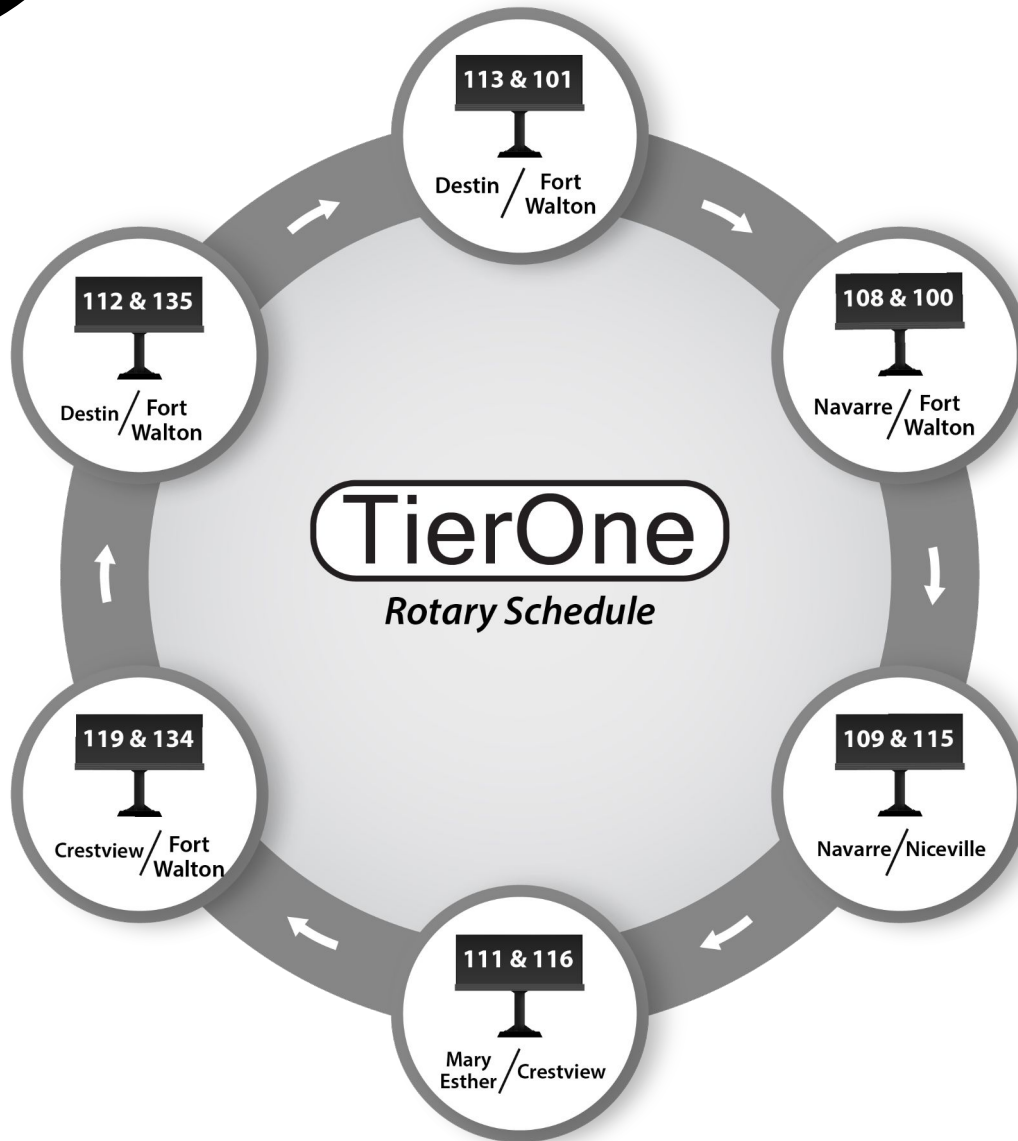 113 & 101
Destin / Fort
Walton
108 & 100
Navarre / Fort
Walton
109 & 115
Navarre / Niceville
111 & 116
Mary
Esther / Crestview
119 & 134
Crestview / Fort
Walton
112 & 135
Destin / Fort
Walton
TierOne
Rotary Schedule